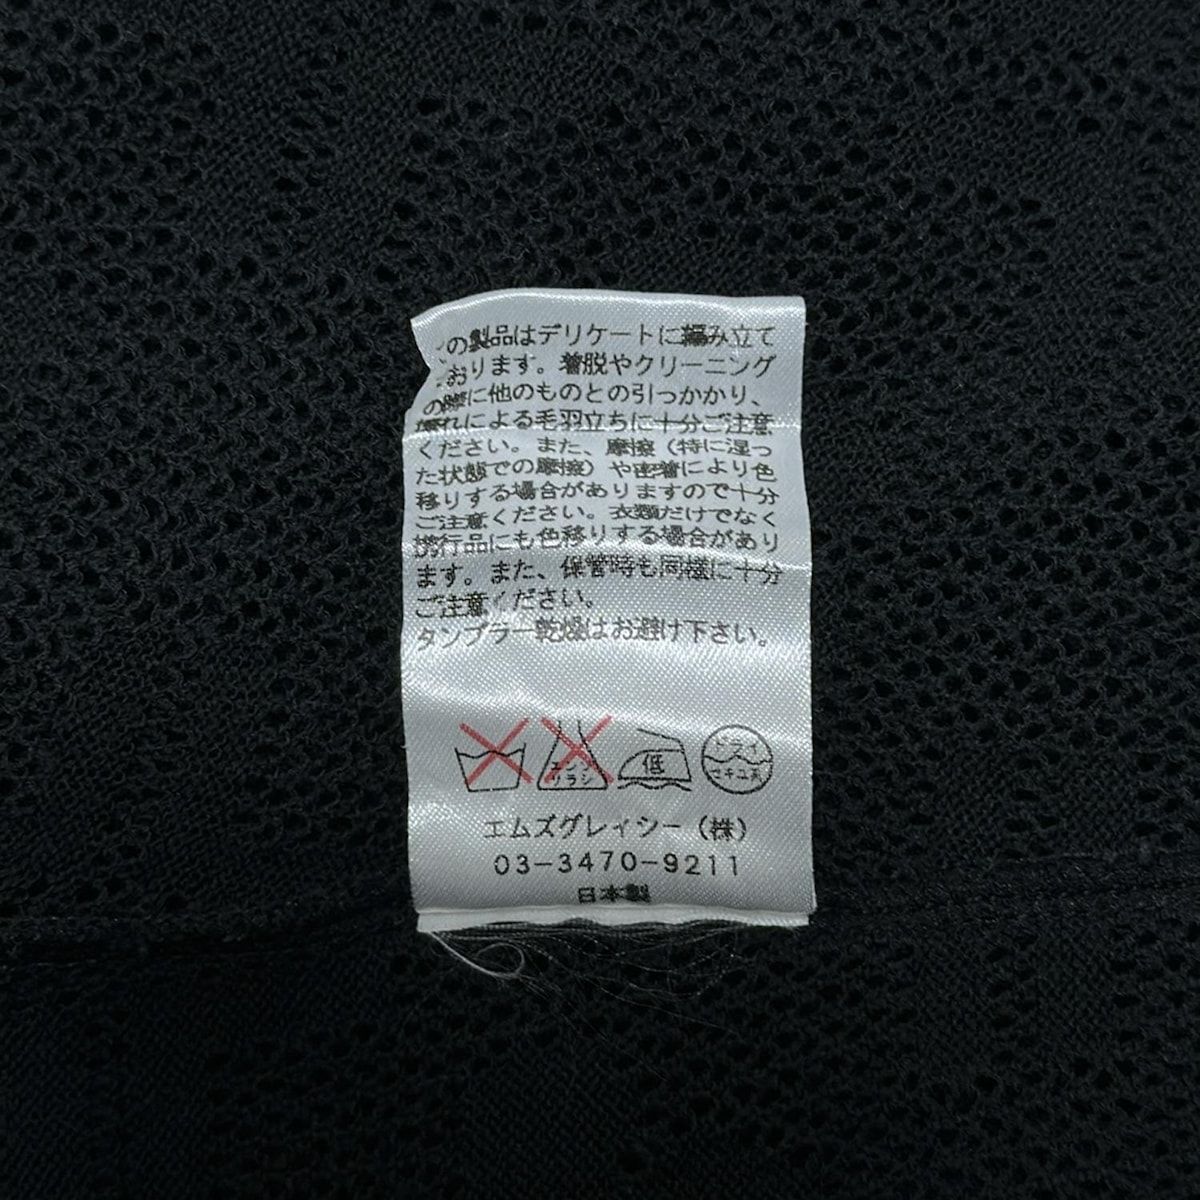 の製品はデリケートに編み立て
おります。着脱やクリーニング
の際に他のものとの引っかかり、
擦れによる毛羽立ちに十分ご注意
ください。また、摩擦（特に湿っ
た状態での摩擦）や密着により色
移りする場合がありますので十分
ご注意ください。衣類だけでなく
携行品にも色移りする場合があり
ます。また、保管時も同様に十分
ご注意ください。
タンブラー乾燥はお避け下さい。
エンソ
リラシ
低
ドライ
セキユ系
エムズグレィシー（株）
03-3470-9211
日本製